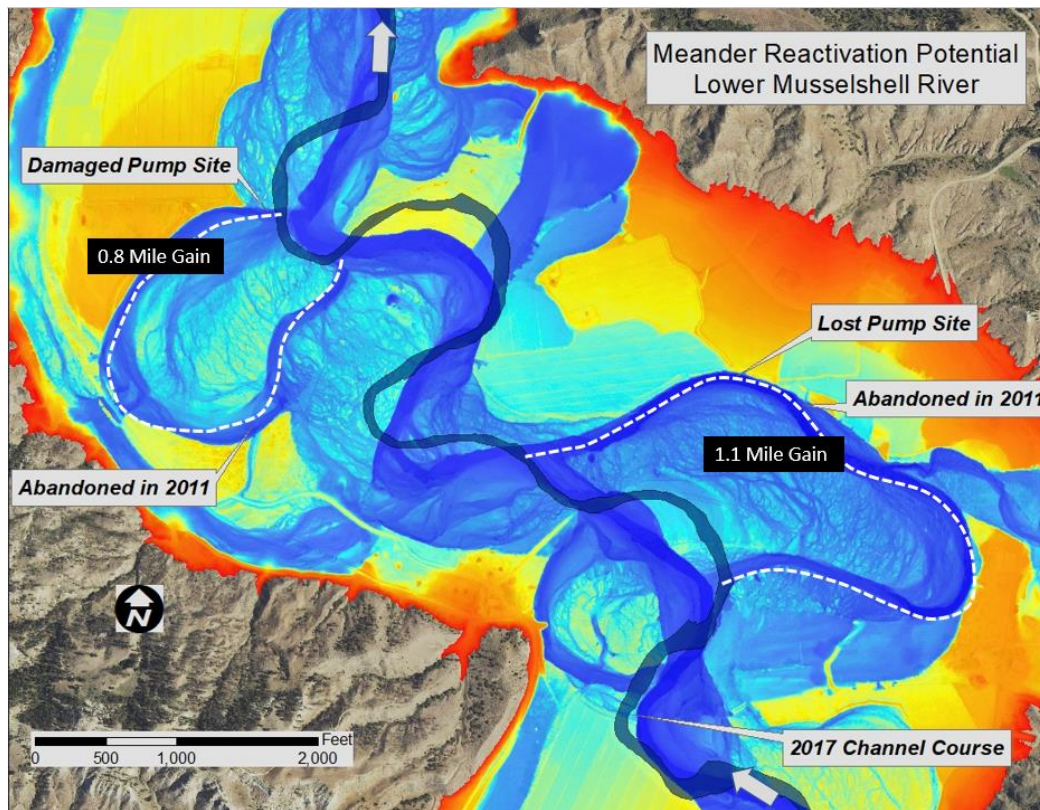 Meander Reactivation Potential
Lower Musselshell River
Damaged Pump Site
0.8 Mile Gain
Lost Pump Site
Abandoned in 2011
1.1 Mile Gain
Abandoned in 2011
N
Feet
0 500 1,000 2,000
2017 Channel Course